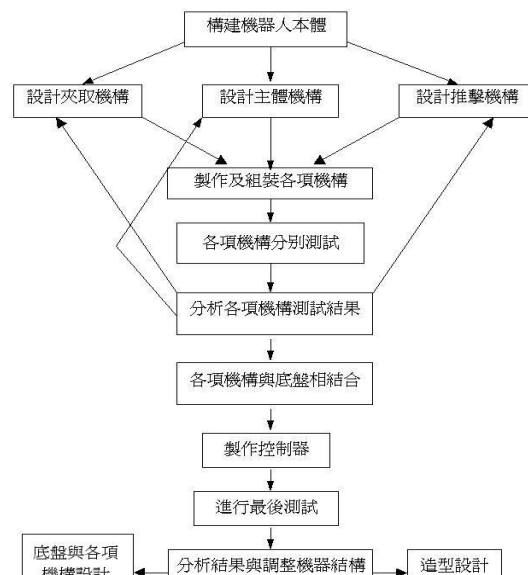 構建機器人本體
設計夾取機構
設計主體機構
設計推擊機構
製作及組裝各項機構
各項機構分別測試
分析各項機構測試結果
各項機構與底盤相結合
製作控制器
進行最後測試
底盤與各項
機構設計
分析結果與調整機器結構
造型設計